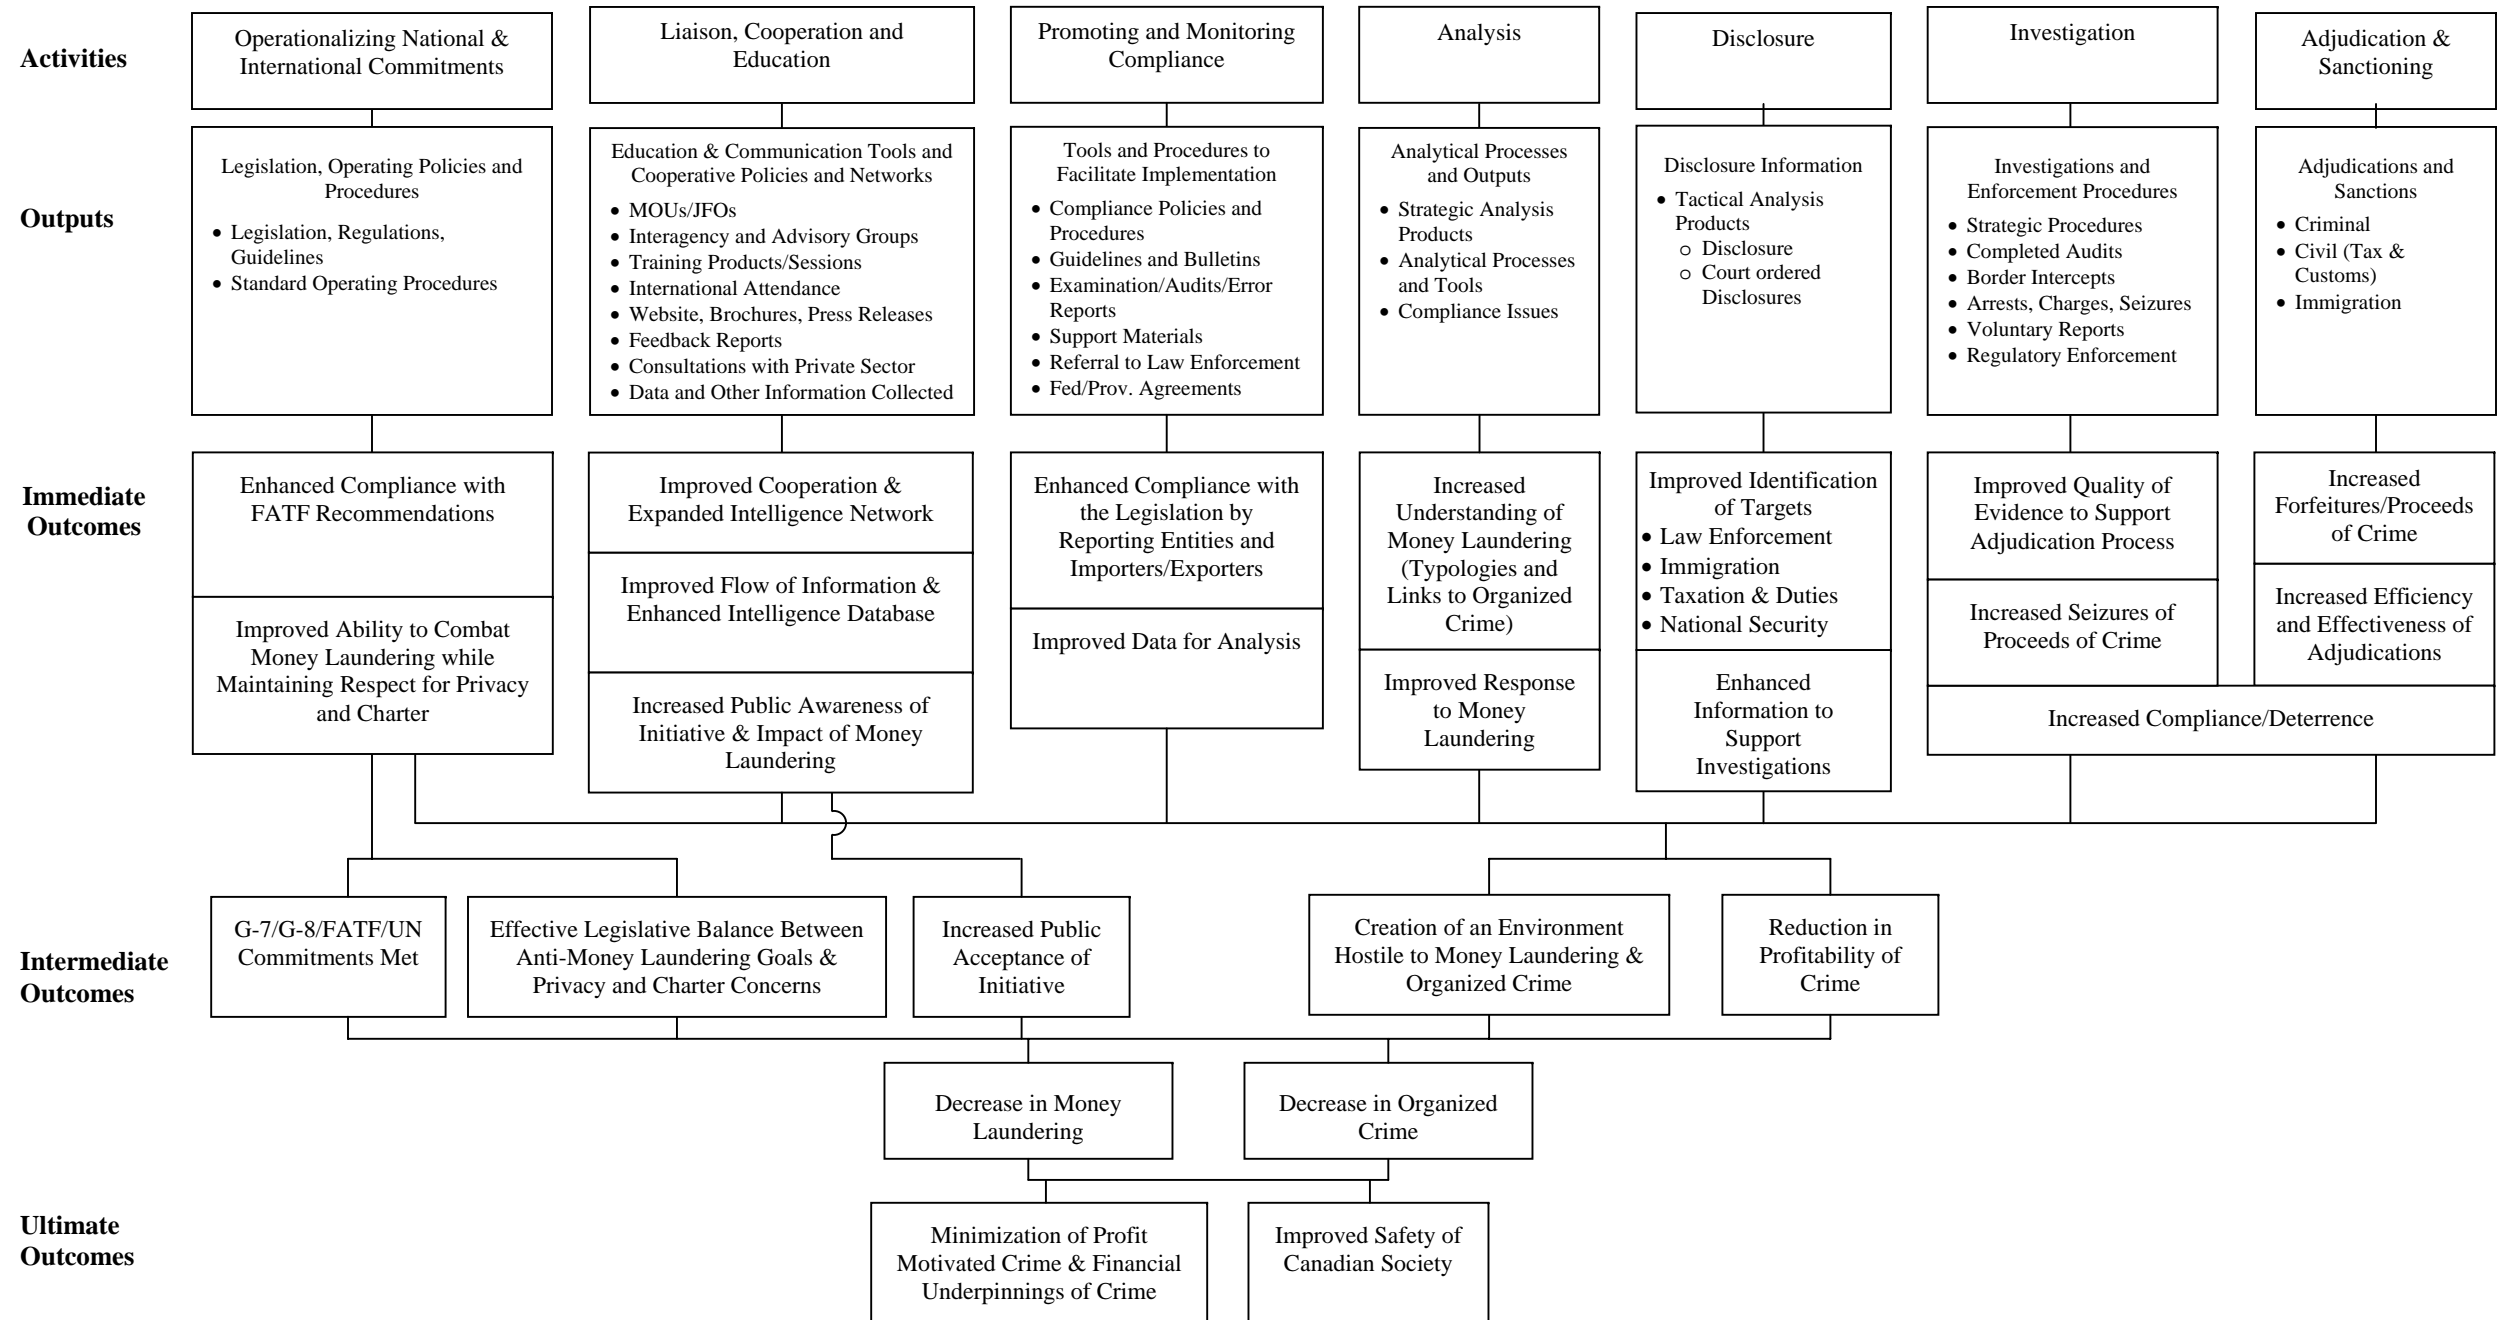 Activities
Operationalizing National &
International Commitments
Liaison, Cooperation and
Education
Promoting and Monitoring
Compliance
Analysis
Disclosure
Investigation
Adjudication &
Sanctioning
Outputs
Legislation, Operating Policies and
Procedures
• Legislation, Regulations,
Guidelines
• Standard Operating Procedures
Education & Communication Tools and
Cooperative Policies and Networks
• MOUs/JFOs
• Interagency and Advisory Groups
• Training Products/Sessions
• International Attendance
• Website, Brochures, Press Releases
• Feedback Reports
• Consultations with Private Sector
• Data and Other Information Collected
Tools and Procedures to
Facilitate Implementation
• Compliance Policies and
Procedures
• Guidelines and Bulletins
• Examination/Audits/Error
Reports
• Support Materials
• Referral to Law Enforcement
• Fed/Prov. Agreements
Analytical Processes
and Outputs
• Strategic Analysis
Products
• Analytical Processes
and Tools
• Compliance Issues
Disclosure Information
• Tactical Analysis
Products
o Disclosure
o Court ordered
Disclosures
Investigations and
Enforcement Procedures
• Strategic Procedures
• Completed Audits
• Border Intercepts
• Arrests, Charges, Seizures
• Voluntary Reports
• Regulatory Enforcement
Adjudications and
Sanctions
• Criminal
• Civil (Tax &
Customs)
• Immigration
Immediate
Outcomes
Enhanced Compliance with
FATF Recommendations
Improved Ability to Combat
Money Laundering while
Maintaining Respect for Privacy
and Charter
Improved Cooperation &
Expanded Intelligence Network
Improved Flow of Information &
Enhanced Intelligence Database
Increased Public Awareness of
Initiative & Impact of Money
Laundering
Enhanced Compliance with
the Legislation by
Reporting Entities and
Importers/Exporters
Improved Data for Analysis
Increased
Understanding of
Money Laundering
(Typologies and
Links to Organized
Crime)
Improved Response
to Money
Laundering
Improved Identification
of Targets
• Law Enforcement
• Immigration
• Taxation & Duties
• National Security
Enhanced
Information to
Support
Investigations
Improved Quality of
Evidence to Support
Adjudication Process
Increased Seizures of
Proceeds of Crime
Increased
Forfeitures/Proceeds
of Crime
Increased Efficiency
and Effectiveness of
Adjudications
Increased Compliance/Deterrence
Intermediate
Outcomes
G-7/G-8/FATF/UN
Commitments Met
Effective Legislative Balance Between
Anti-Money Laundering Goals &
Privacy and Charter Concerns
Increased Public
Acceptance of
Initiative
Creation of an Environment
Hostile to Money Laundering &
Organized Crime
Reduction in
Profitability of
Crime
Decrease in Money
Laundering
Decrease in Organized
Crime
Ultimate
Outcomes
Minimization of Profit
Motivated Crime & Financial
Underpinnings of Crime
Improved Safety of
Canadian Society